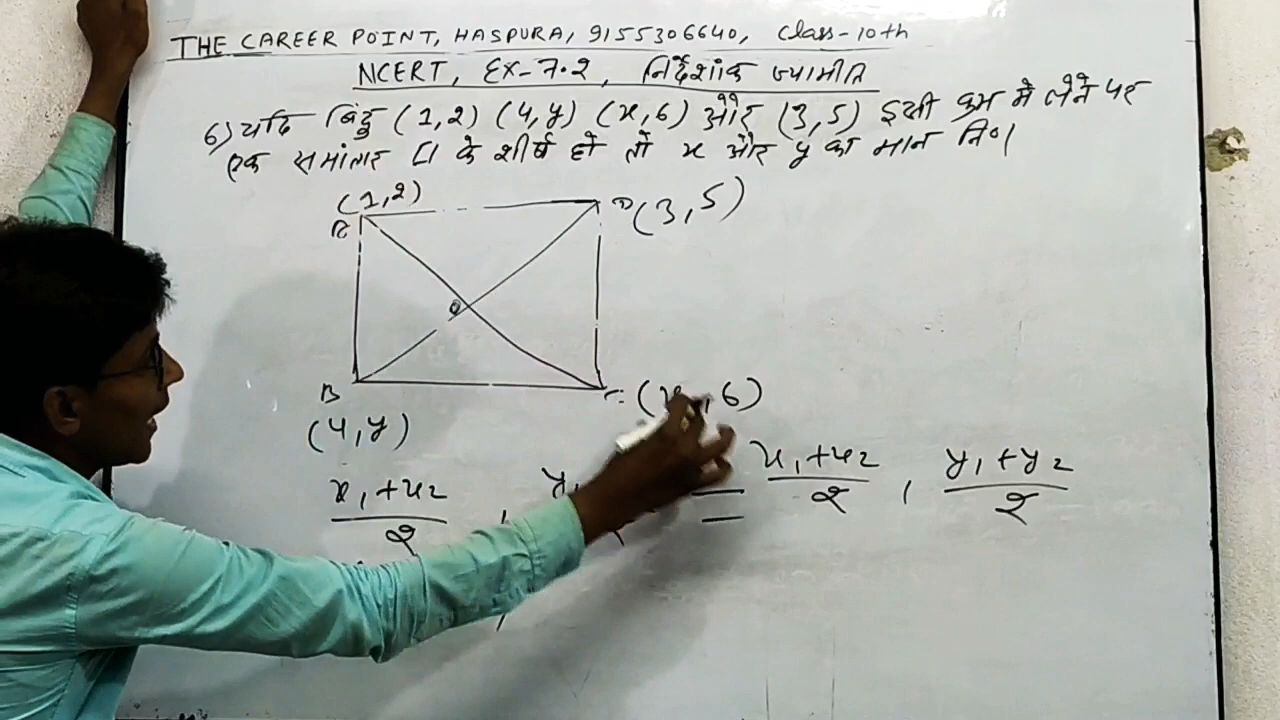 THE CAREER POINT, HASPURA, 9155306640, Class-10th
NCERT, EX-7.2, निर्देशांक ज्यामिति
6) यदि बिंदु (1,2) (4,y) (x,6) और (3,5) इसी क्रम में लेने पर
एक समांतर □ के शीर्ष हो तो x और y का मान नि०।
(1,2)
D (3,5)
O
B
(x,6)
(4,y)
x₁+x₂/2 , y₁ = x₁+x₂/2 , y₁+y₂/2